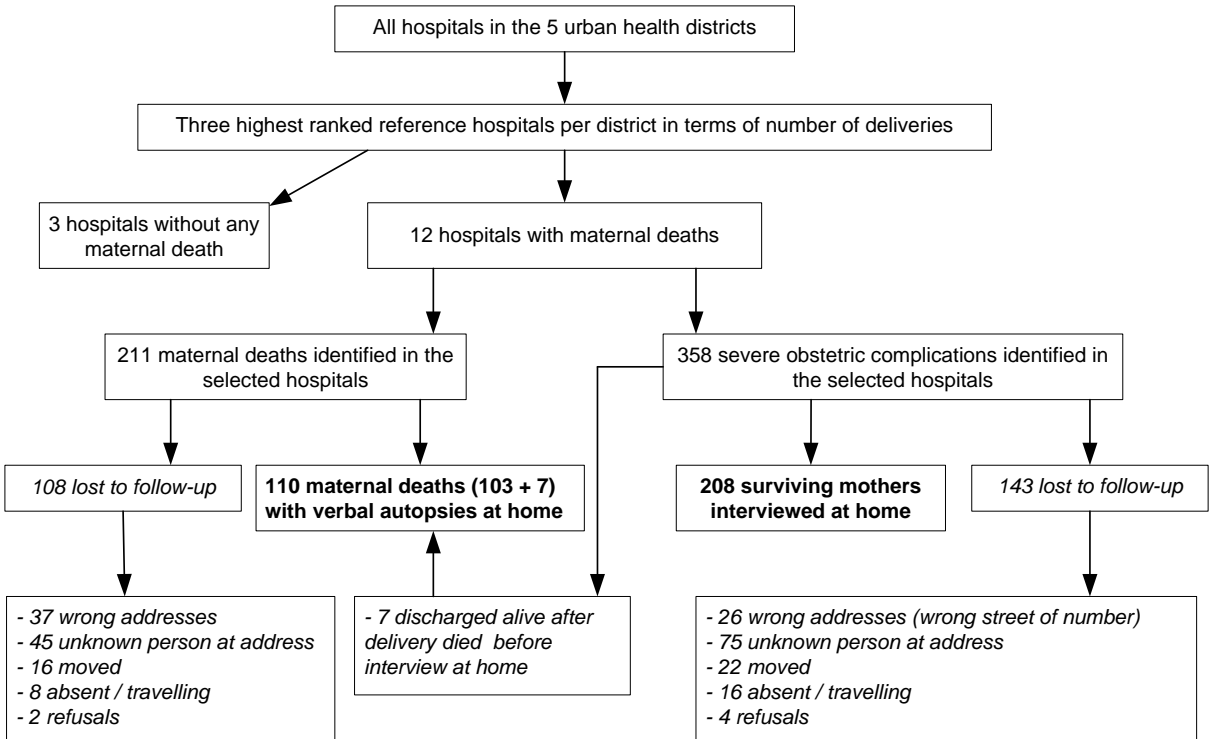 All hospitals in the 5 urban health districts
Three highest ranked reference hospitals per district in terms of number of deliveries
3 hospitals without any
maternal death
12 hospitals with maternal deaths
211 maternal deaths identified in the
selected hospitals
358 severe obstetric complications identified in
the selected hospitals
108 lost to follow-up
110 maternal deaths (103 + 7)
with verbal autopsies at home
208 surviving mothers
interviewed at home
143 lost to follow-up
- 37 wrong addresses
- 45 unknown person at address
- 16 moved
- 8 absent / travelling
- 2 refusals
- 7 discharged alive after
delivery died before
interview at home
- 26 wrong addresses (wrong street of number)
- 75 unknown person at address
- 22 moved
- 16 absent / travelling
- 4 refusals